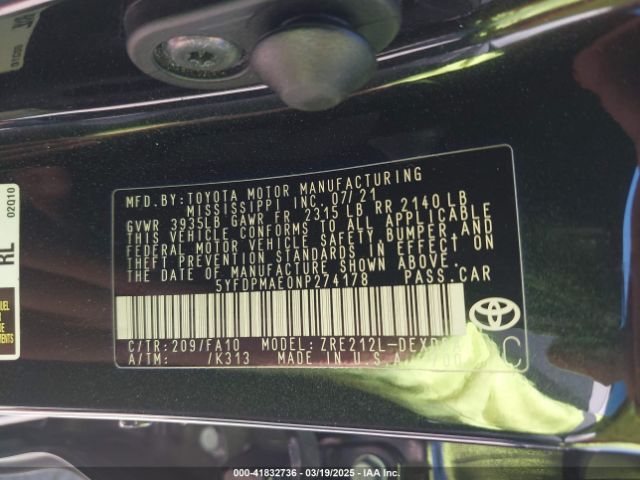 MFD.BY:TOYOTA MOTOR MANUFACTURING
MISSISSIPPI INC. 07/21
GVWR 3935LB GAWR FR 2315 LB RR 2140 LB
THIS VEHICLE CONFORMS TO ALL APPLICABLE
FEDERAL MOTOR VEHICLE SAFETY, BUMPER, AND
THEFT PREVENTION STANDARDS IN EFFECT ON
THE DATE OF MANUFACTURE SHOWN ABOVE.
5YFDPMAE0NP274178 PASS.CAR
C/TR:209/FA10 MODEL:
A/TM: /K313 MADE IN U.S.A.
C
02Q10
RL
000-41832736 - 03/19/2025 - IAA Inc.